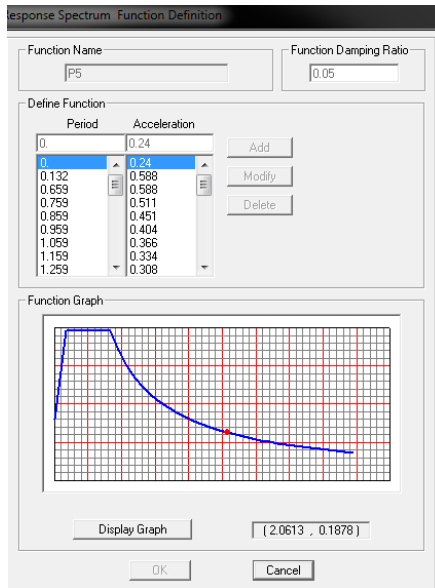 Response Spectrum Function Definition
Function Name
P5
Function Damping Ratio
0.05
Define Function
Period Acceleration
0. 0.24
0. 0.24
0.132 0.588
0.659 0.588
0.759 0.511
0.859 0.451
0.959 0.404
1.059 0.366
1.159 0.334
1.259 0.308
Add
Modify
Delete
Function Graph
Display Graph
( 2.0613 , 0.1878 )
OK
Cancel